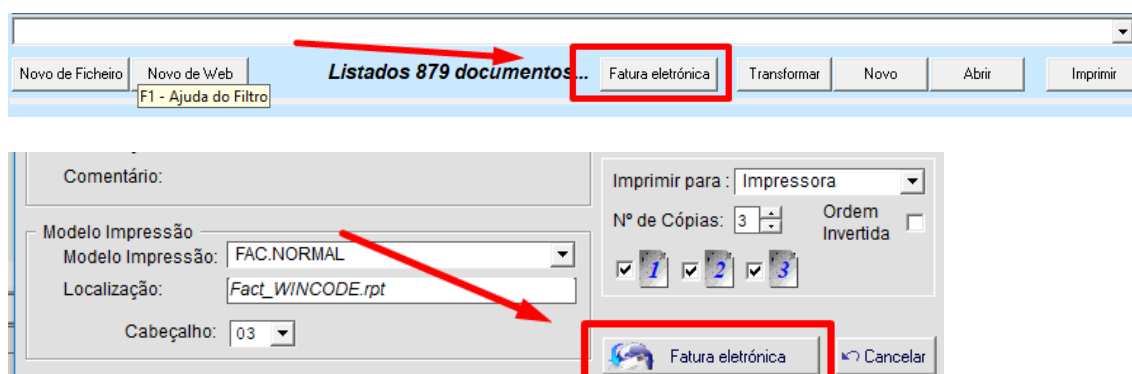 Novo de Ficheiro Novo de Web Listados 879 documentos... Fatura eletrónica Transformar Novo Abrir Imprimir
F1 - Ajuda do Filtro
Comentário:
Imprimir para : Impressora
Nº de Cópias: 3 Ordem Invertida
1 2 3
Modelo Impressão
Modelo Impressão: FAC.NORMAL
Localização: Fact_WINCODE.rpt
Cabeçalho: 03
Fatura eletrónica Cancelar